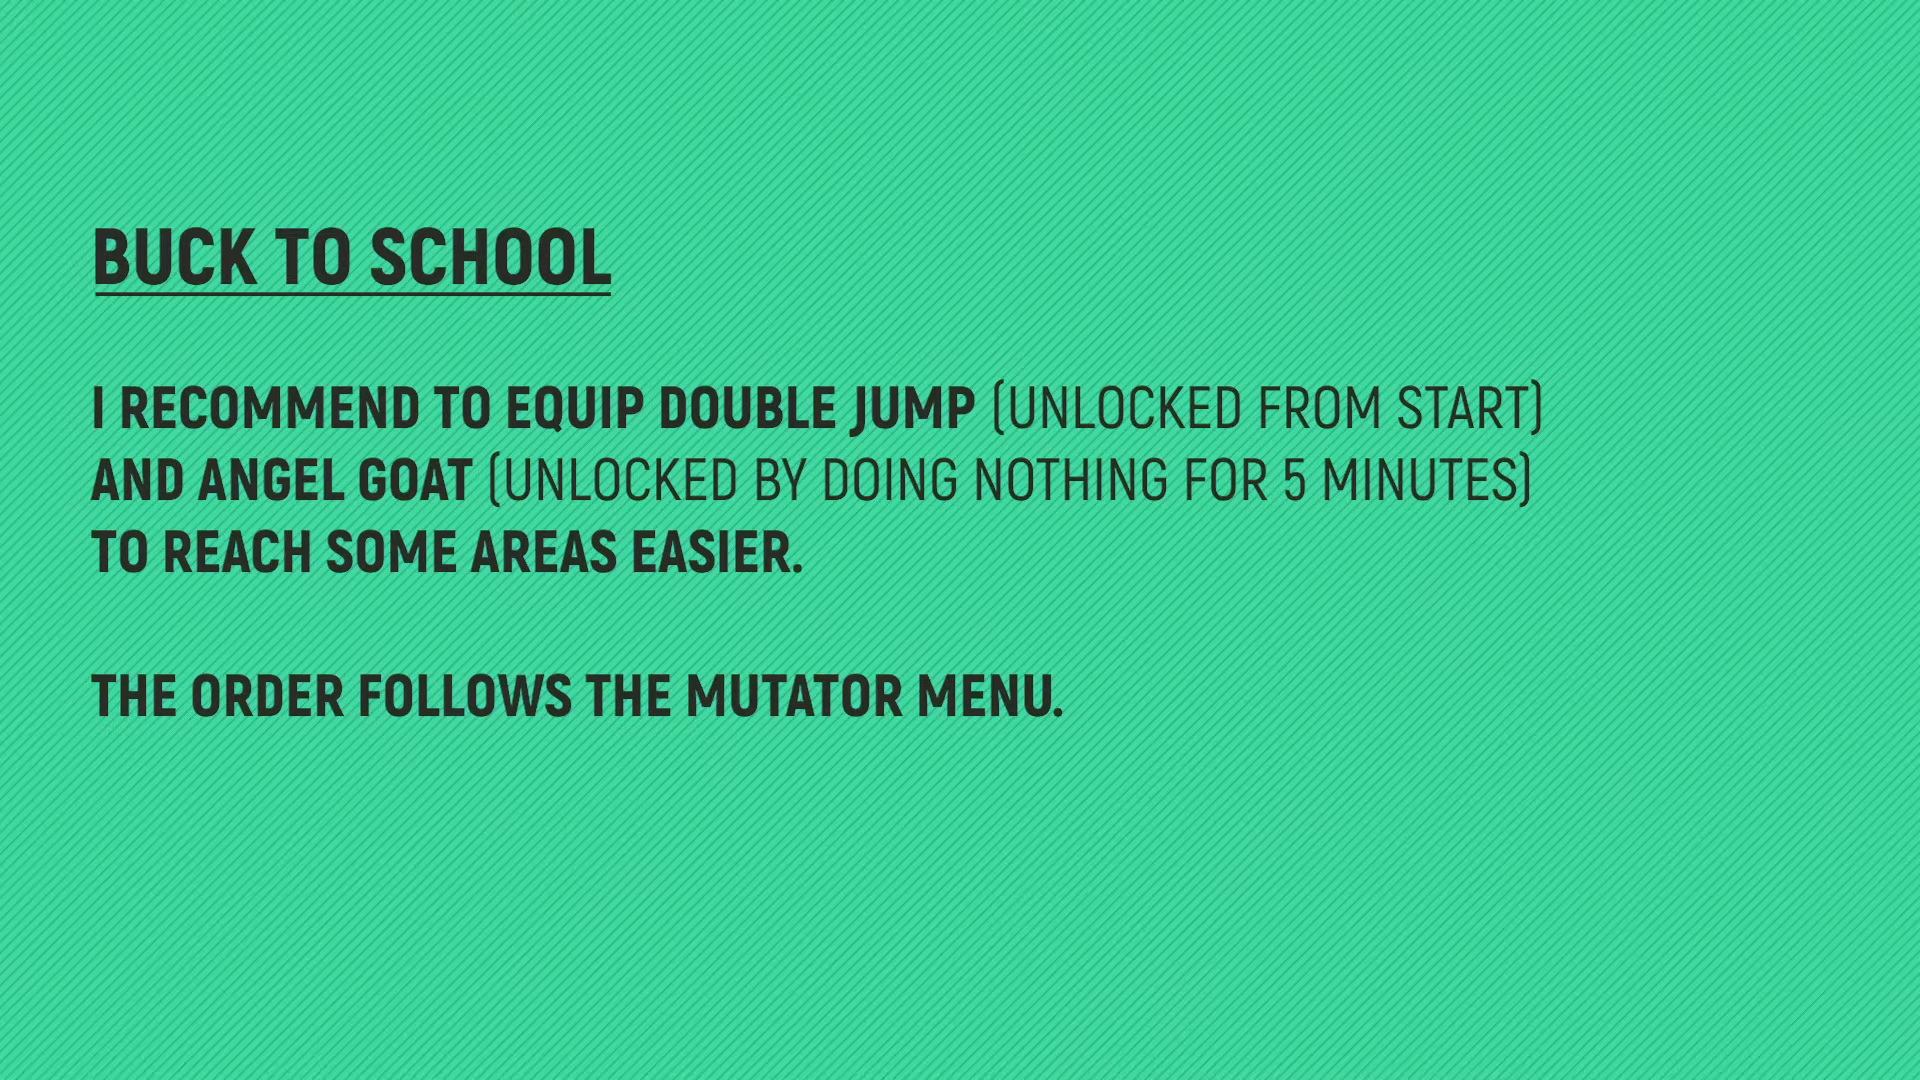 BUCK TO SCHOOL
I RECOMMEND TO EQUIP DOUBLE JUMP (UNLOCKED FROM START)
AND ANGEL GOAT (UNLOCKED BY DOING NOTHING FOR 5 MINUTES)
TO REACH SOME AREAS EASIER.
THE ORDER FOLLOWS THE MUTATOR MENU.